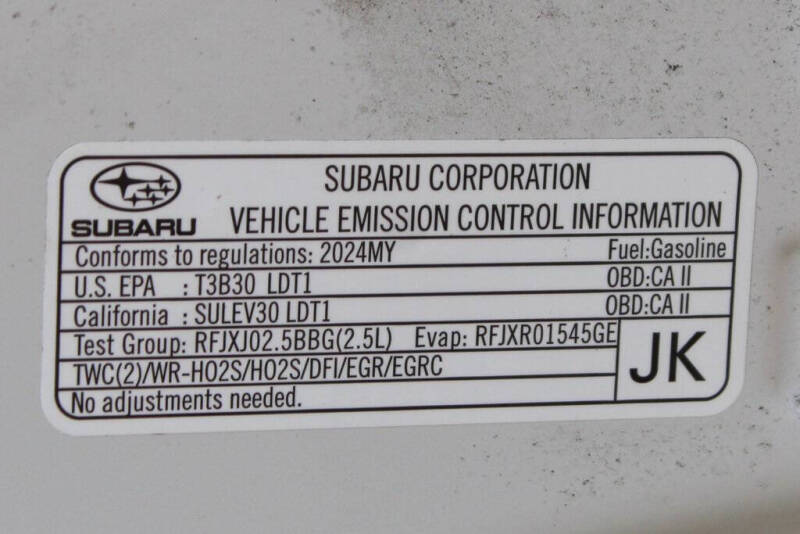 SUBARU CORPORATION
SUBARU VEHICLE EMISSION CONTROL INFORMATION
Conforms to regulations: 2024MY Fuel:Gasoline
U.S. EPA : T3B30 LDT1 OBD:CA II
California : SULEV30 LDT1 OBD:CA II
Test Group: RFJXJ02.5BBG(2.5L) Evap: RFJXR01545GE
TWC(2)/WR-HO2S/HO2S/DFI/EGR/EGRC JK
No adjustments needed.